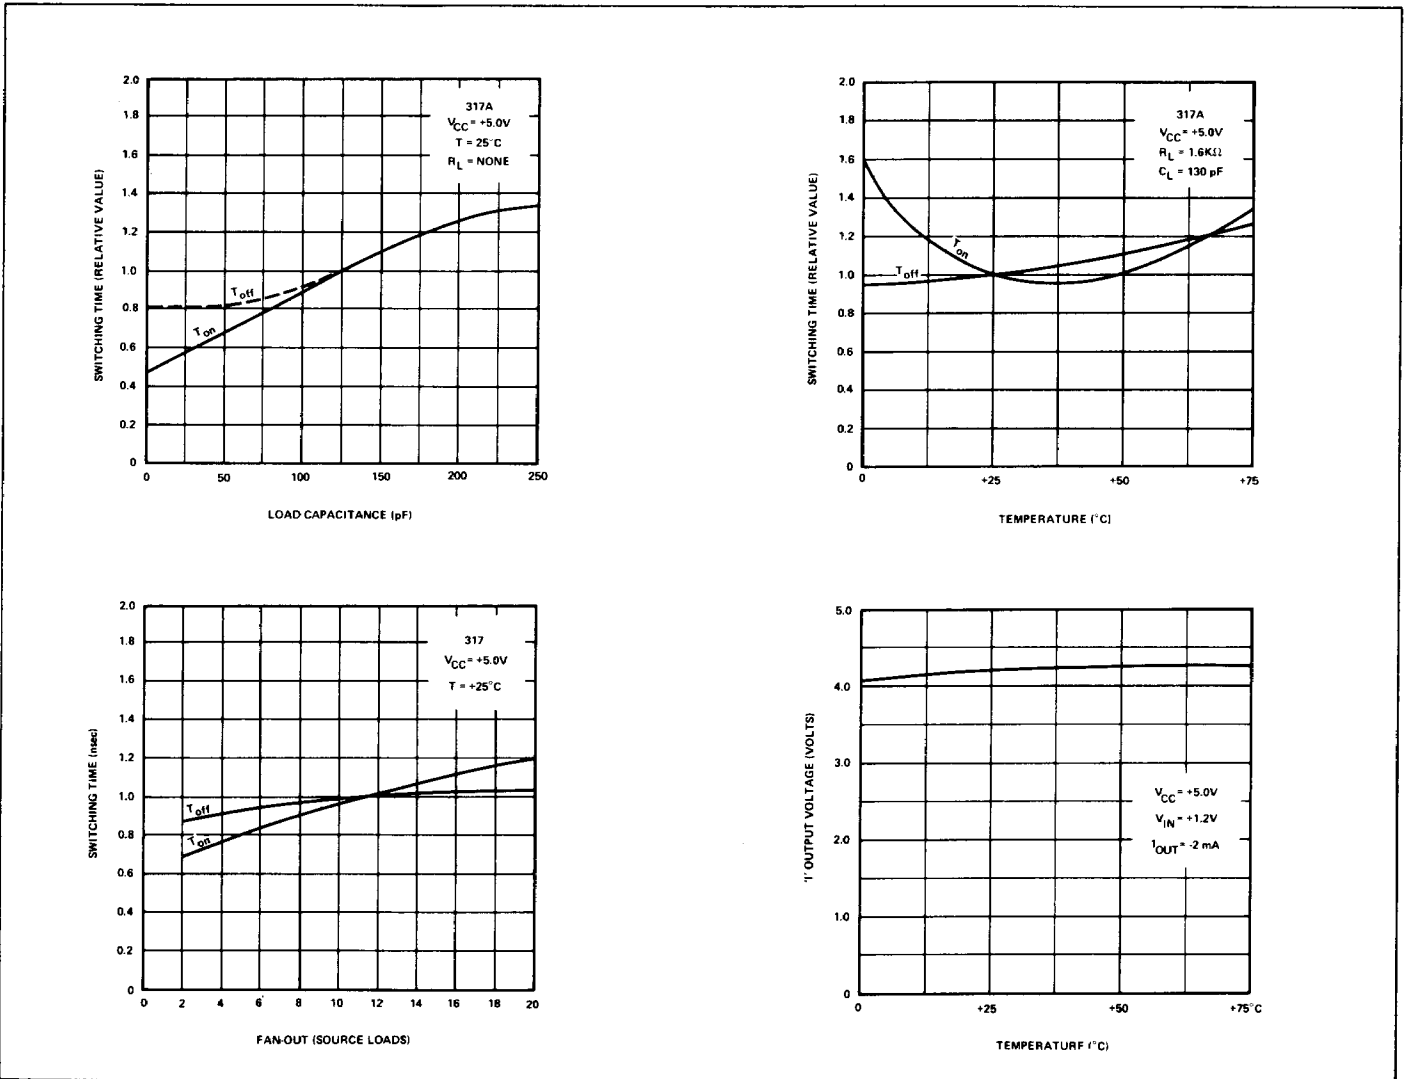 2.0
1.8
1.6
1.4
1.2
1.0
0.8
0.6
0.4
0.2
0
SWITCHING TIME (RELATIVE VALUE)
317A
VCC = +5.0V
T = 25°C
RL = NONE
Toff
Ton
0 50 100 150 200 250
LOAD CAPACITANCE (pF)
2.0
1.8
1.6
1.4
1.2
1.0
0.8
0.6
0.4
0.2
0
SWITCHING TIME (RELATIVE VALUE)
317A
VCC = +5.0V
RL = 1.6KΩ
CL = 130 pF
Ton
Toff
0 +25 +50 +75
TEMPERATURE (°C)
2.0
1.8
1.6
1.4
1.2
1.0
0.8
0.6
0.4
0.2
0
SWITCHING TIME (nsec)
317
VCC = +5.0V
T = +25°C
Toff
Ton
0 2 4 6 8 10 12 14 16 18 20
FAN-OUT (SOURCE LOADS)
5.0
4.0
3.0
2.0
1.0
0
'I' OUTPUT VOLTAGE (VOLTS)
VCC = +5.0V
VIN = +1.2V
IOUT = -2 mA
0 +25 +50 +75°C
TEMPERATURF (°C)